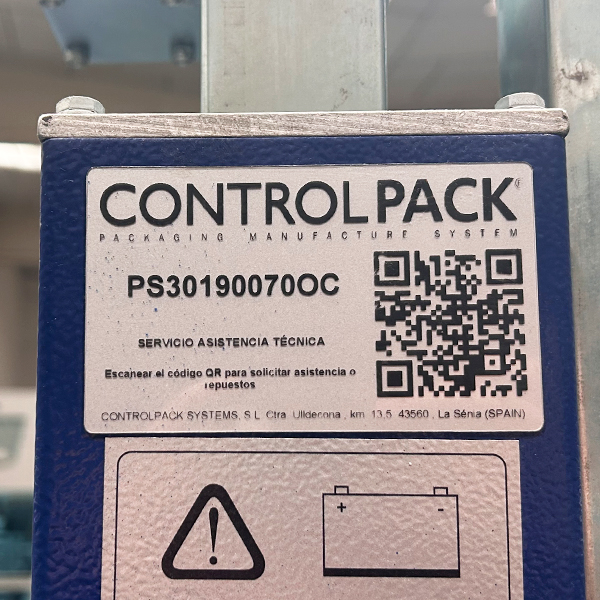 CONTROLPACK
PACKAGING MANUFACTURE SYSTEM
PS30190070OC
SERVICIO ASISTENCIA TÉCNICA
Escanear el código QR para solicitar asistencia o
repuestos
CONTROLPACK SYSTEMS, S.L. Ctra. Ulldecona , km. 13,5. 43560 , La Sénia (SPAIN)
!
+ -